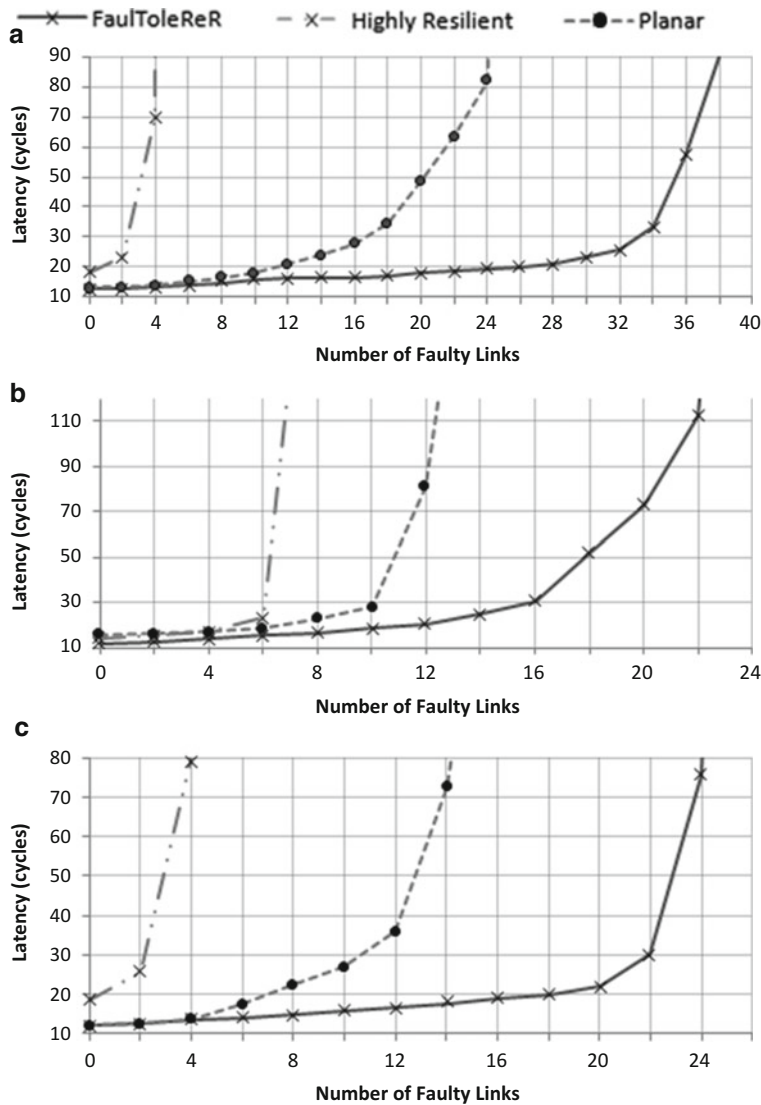 FaulToleReR Highly Resilient Planar
a
90
80
70
60
50
40
30
20
10
Latency (cycles)
0 4 8 12 16 20 24 28 32 36 40
Number of Faulty Links
b
110
90
70
50
30
10
Latency (cycles)
0 4 8 12 16 20 24
Number of Faulty Links
c
80
70
60
50
40
30
20
10
Latency (cycles)
0 4 8 12 16 20 24
Number of Faulty Links